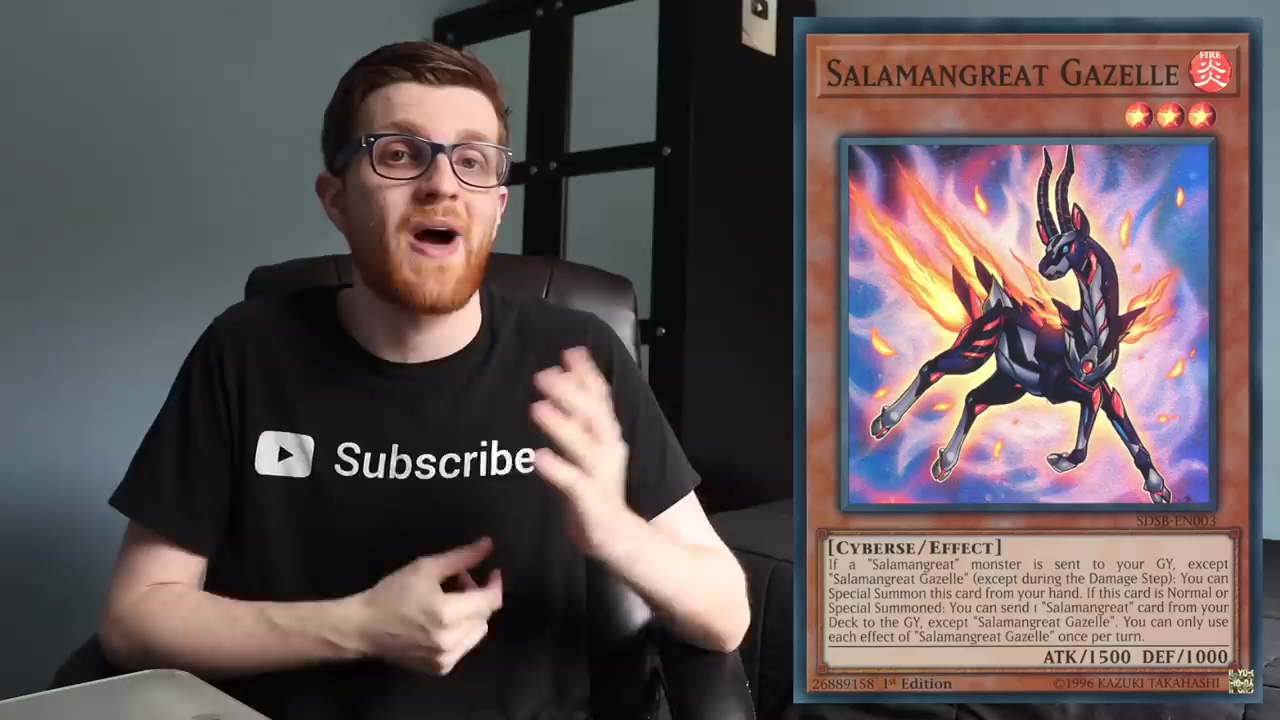 Subscribe
SALAMANGREAT GAZELLE
FIRE
炎
SDSB-EN003
[CYBERSE/EFFECT]
If a "Salamangreat" monster is sent to your GY, except
"Salamangreat Gazelle" (except during the Damage Step): You can
Special Summon this card from your hand. If this card is Normal or
Special Summoned: You can send 1 "Salamangreat" card from your
Deck to the GY, except "Salamangreat Gazelle". You can only use
each effect of "Salamangreat Gazelle" once per turn.
ATK/1500 DEF/1000
26889158 1st Edition ©1996 KAZUKI TAKAHASHI